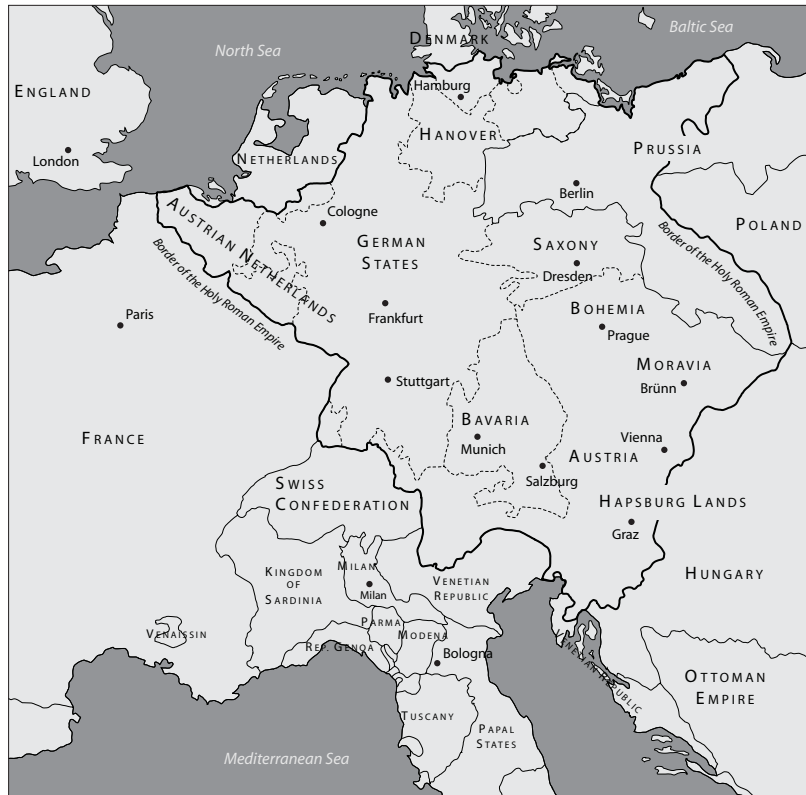 DENMARK
North Sea
Baltic Sea
Hamburg
ENGLAND
HANOVER
London
NETHERLANDS
PRUSSIA
Berlin
AUSTRIAN NETHERLANDS
Cologne
POLAND
GERMAN
STATES
SAXONY
Dresden
Border of the Holy Roman Empire
Border of the Holy Roman Empire
Paris
Frankfurt
BOHEMIA
Prague
MORAVIA
Brünn
Stuttgart
FRANCE
BAVARIA
Munich
Vienna
AUSTRIA
Salzburg
SWISS
CONFEDERATION
HAPSBURG LANDS
Graz
KINGDOM
OF
SARDINIA
MILAN
Milan
VENETIAN
REPUBLIC
HUNGARY
VENAISSIN
PARMA
MODENA
REP. GENOA
Bologna
VENETIAN REPUBLIC
OTTOMAN
EMPIRE
TUSCANY
PAPAL
STATES
Mediterranean Sea